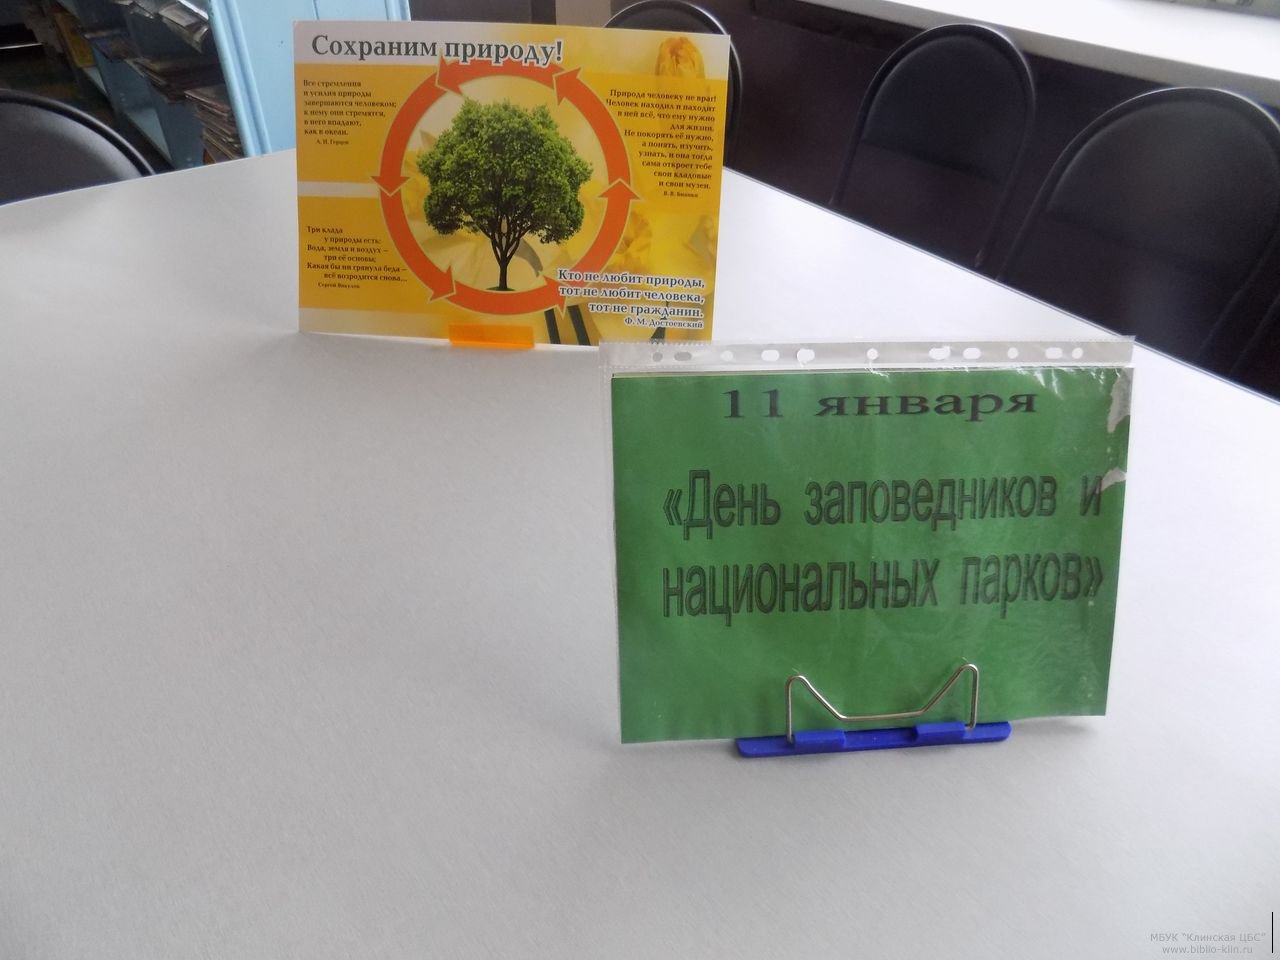 Сохраним природу!
Все стремления
и усилия природы
завершаются человеком;
к нему они стремятся,
в него впадают,
как в океан.
А. И. Герцен
Природа человеку не враг!
Человек находил и находит
в ней всё, что ему нужно
для жизни.
Не покорять её нужно,
а понять, изучить,
узнать, и она тогда
сама откроет тебе
свои кладовые
и свои музеи.
В. В. Бианки
Три клада
у природы есть:
Вода, земля и воздух –
три её основы;
Какая бы ни грянула беда –
всё возродится снова...
Сергей Викулов
Кто не любит природы,
тот не любит человека,
тот не гражданин.
Ф. М. Достоевский
11 января
«День заповедников и
национальных парков»
МБУК "Клинская ЦБС"
www.biblio-klin.ru